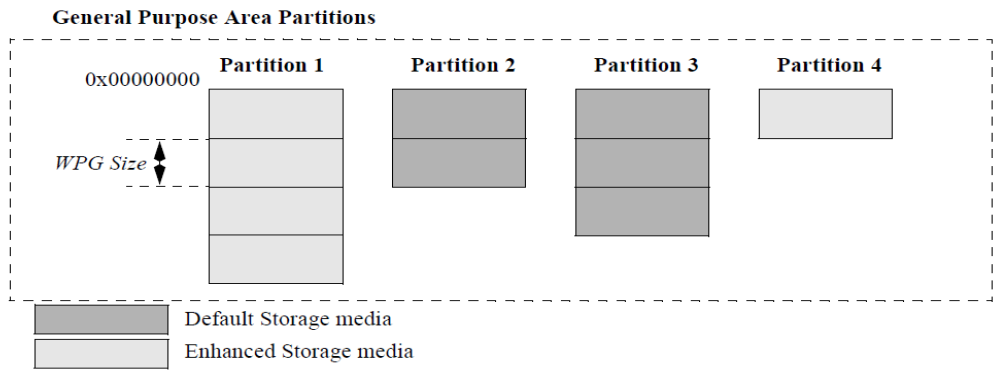 General Purpose Area Partitions
0x00000000
Partition 1
Partition 2
Partition 3
Partition 4
WPG Size
Default Storage media
Enhanced Storage media